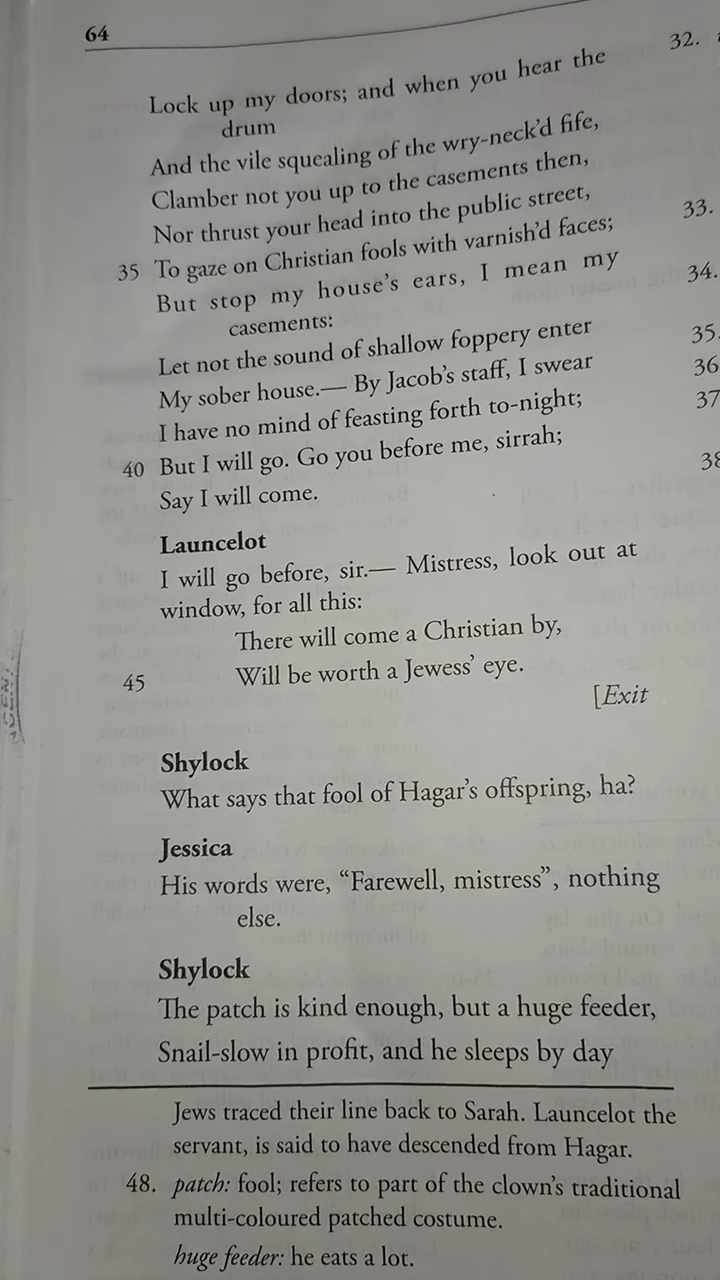 64
32.
Lock up my doors; and when you hear the
drum
And the vile squealing of the wry-neck'd fife,
Clamber not you up to the casements then,
Nor thrust your head into the public street,
33.
35 To gaze on Christian fools with varnish'd faces;
But stop my house's ears, I mean my
34.
casements:
Let not the sound of shallow foppery enter
35.
My sober house.— By Jacob's staff, I swear
36
I have no mind of feasting forth to-night;
37
40 But I will go. Go you before me, sirrah;
38
Say I will come.
Launcelot
I will go before, sir.— Mistress, look out at
window, for all this:
There will come a Christian by,
45 Will be worth a Jewess' eye.
[Exit
Shylock
What says that fool of Hagar's offspring, ha?
Jessica
His words were, “Farewell, mistress”, nothing
else.
Shylock
The patch is kind enough, but a huge feeder,
Snail-slow in profit, and he sleeps by day
Jews traced their line back to Sarah. Launcelot the
servant, is said to have descended from Hagar.
48. patch: fool; refers to part of the clown's traditional
multi-coloured patched costume.
huge feeder: he eats a lot.